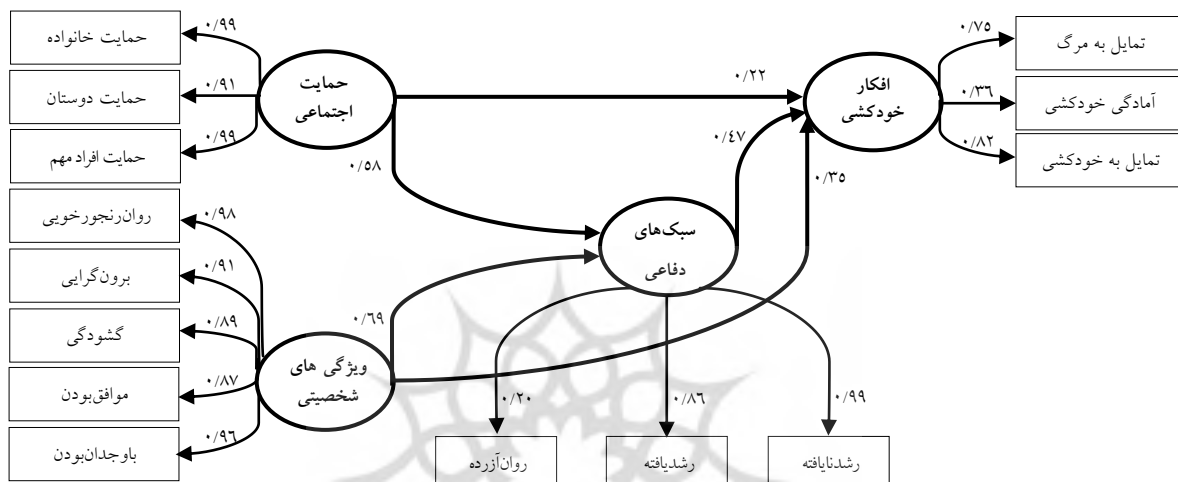 حمایت خانواده
حمایت دوستان
حمایت افراد مهم
روان‌رنجورخویی
برون‌گرایی
گشودگی
موافق‌بودن
باوجدان‌بودن
۰/۹۹
۰/۹۱
۰/۹۹
۰/۹۸
۰/۹۱
۰/۸۹
۰/۸۷
۰/۹۶
حمایت
اجتماعی
ویژگی های
شخصیتی
۰/۲۲
۰/۵۸
۰/۶۹
۰/۴۷
۰/۳۵
سبک‌های
دفاعی
۰/۲۰
۰/۸۶
۰/۹۹
روان‌آزرده
رشدیافته
رشدنایافته
افکار
خودکشی
۰/۷۵
۰/۳۶
۰/۸۲
تمایل به مرگ
آمادگی خودکشی
تمایل به خودکشی